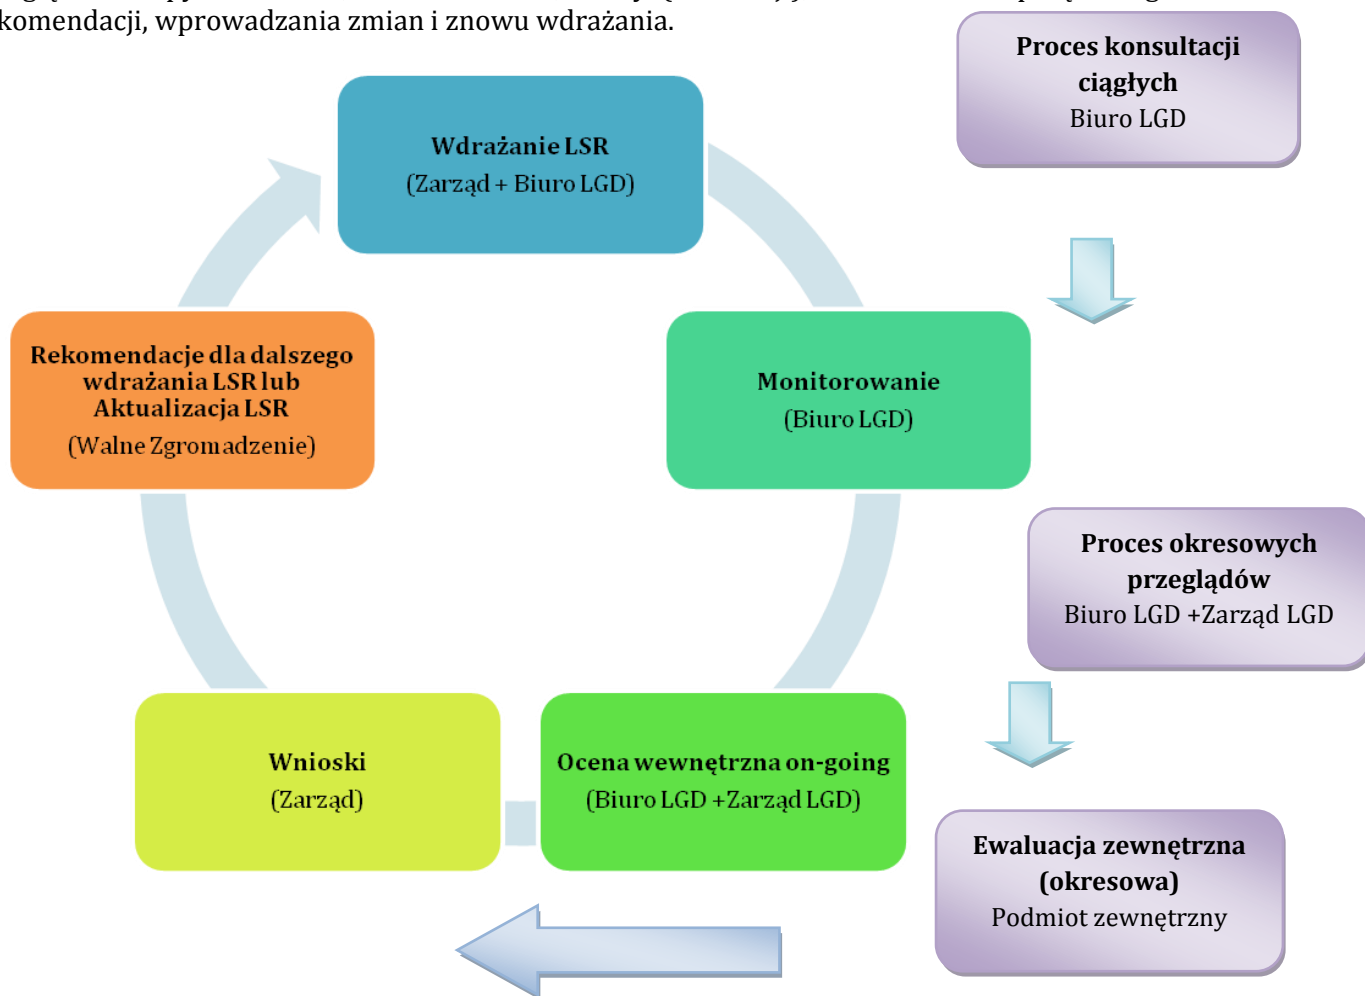 komendacji, wprowadzania zmian i znowu wdrażania.
Proces konsultacji
ciągłych
Biuro LGD
Wdrażanie LSR
(Zarząd + Biuro LGD)
Rekomendacje dla dalszego
wdrażania LSR lub
Aktualizacja LSR
(Walne Zgromadzenie)
Monitorowanie
(Biuro LGD)
Proces okresowych
przeglądów
Biuro LGD +Zarząd LGD
Wnioski
(Zarząd)
Ocena wewnętrzna on-going
(Biuro LGD +Zarząd LGD)
Ewaluacja zewnętrzna
(okresowa)
Podmiot zewnętrzny